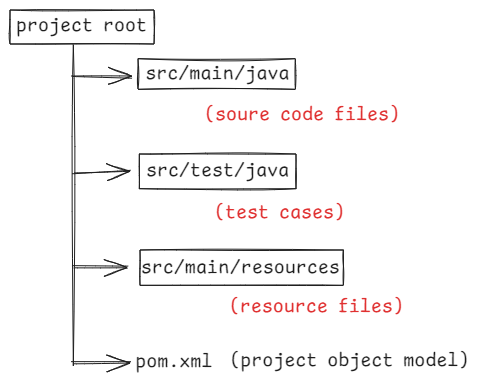 project root
src/main/java
(soure code files)
src/test/java
(test cases)
src/main/resources
(resource files)
pom.xml (project object model)